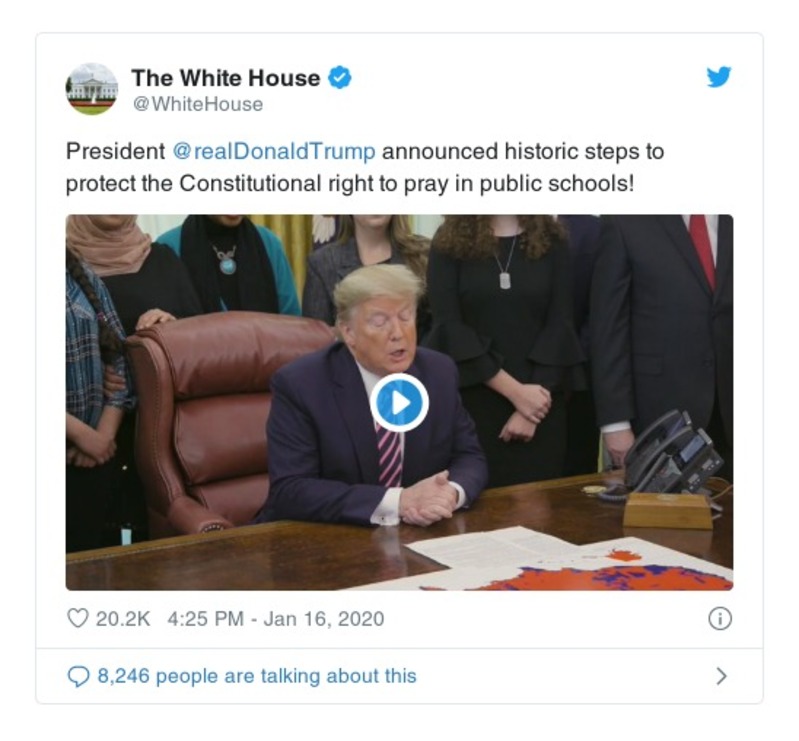 The White House
@WhiteHouse
President @realDonaldTrump announced historic steps to
protect the Constitutional right to pray in public schools!
20.2K 4:25 PM - Jan 16, 2020
8,246 people are talking about this